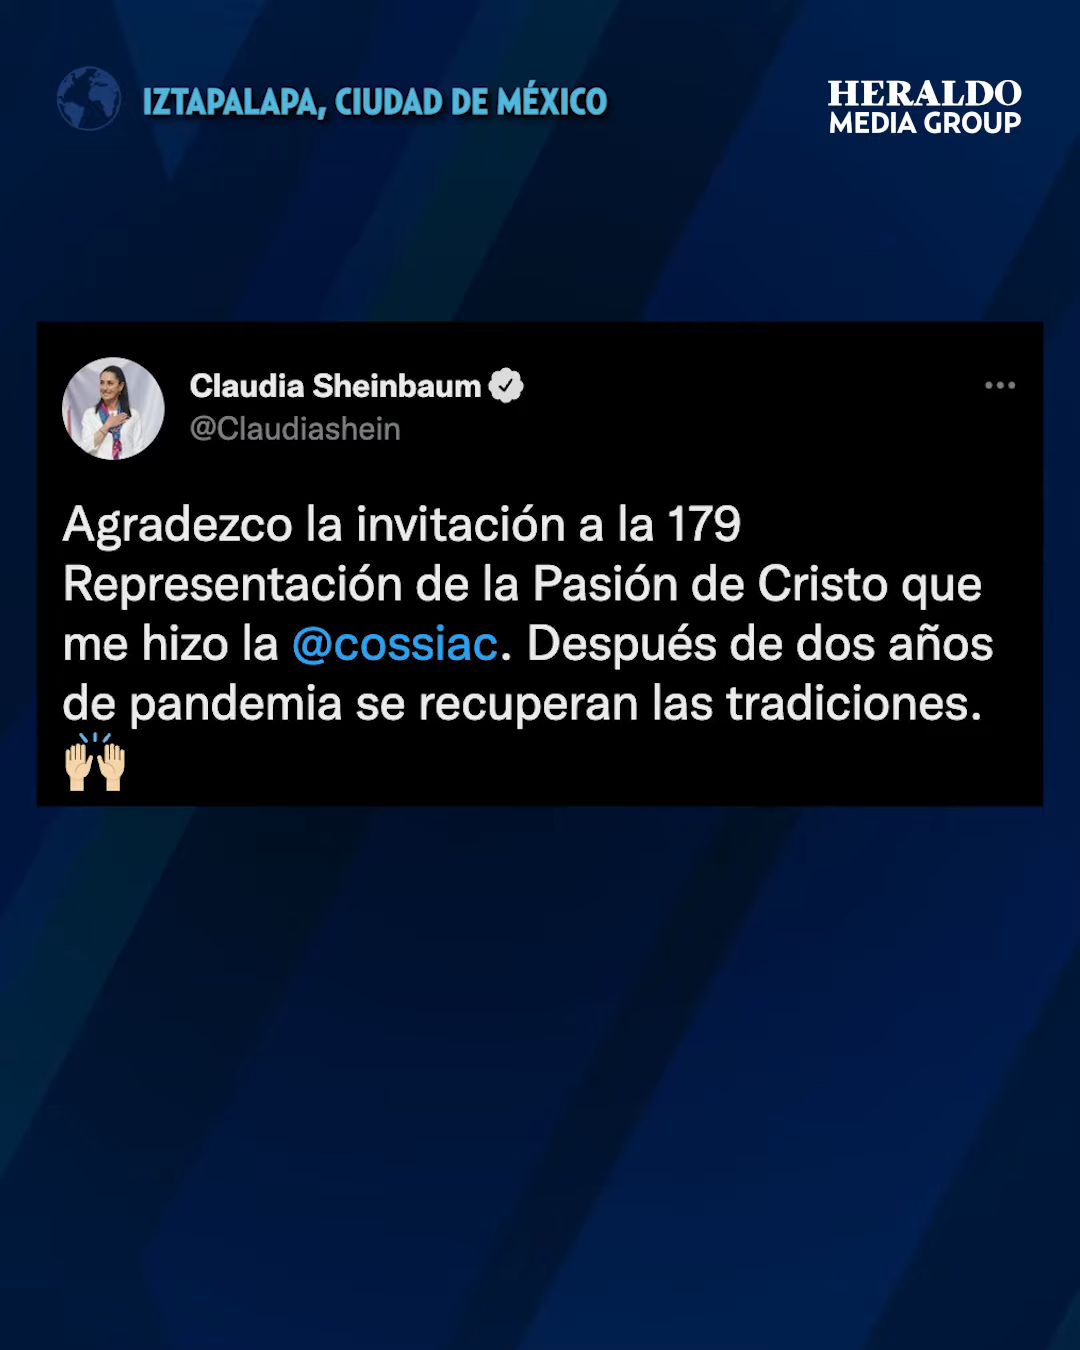 IZTAPALAPA, CIUDAD DE MÉXICO
HERALDO
MEDIA GROUP
Claudia Sheinbaum
@Claudiashein
Agradezco la invitación a la 179
Representación de la Pasión de Cristo que
me hizo la @cossiac. Después de dos años
de pandemia se recuperan las tradiciones.
🙌🏼